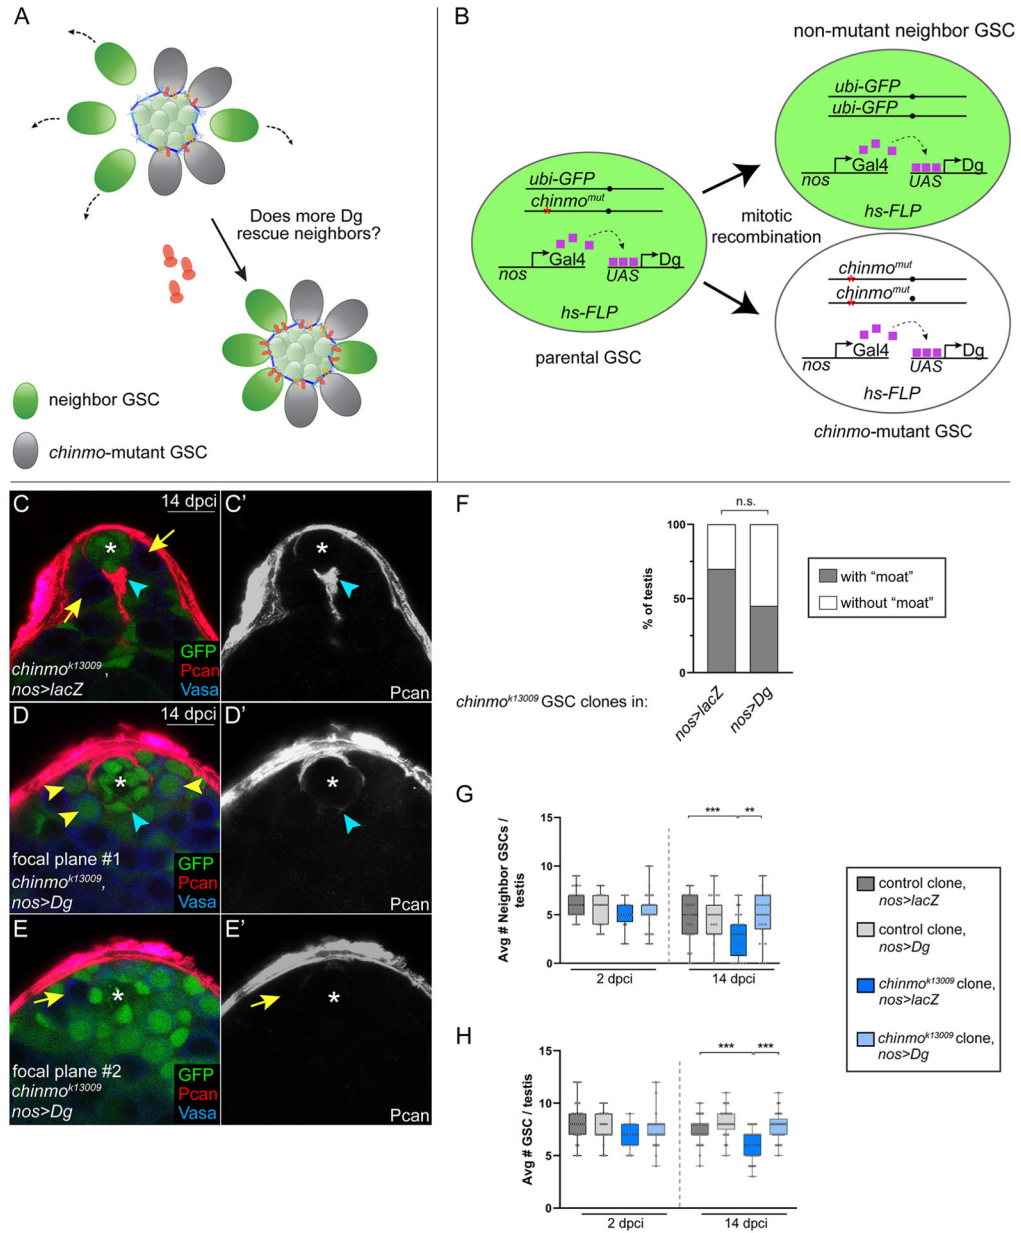 A
Does more Dg
rescue neighbors?
neighbor GSC
chinmo-mutant GSC
B
non-mutant neighbor GSC
ubi-GFP
ubi-GFP
Gal4
Dg
nos
UAS
hs-FLP
ubi-GFP
chinmo^mut
Gal4
Dg
nos
UAS
hs-FLP
parental GSC
mitotic
recombination
chinmo^mut
chinmo^mut
Gal4
Dg
nos
UAS
hs-FLP
chinmo-mutant GSC
C
14 dpci
*
chinmo^k13009,
nos>lacZ
GFP
Pcan
Vasa
C'
*
Pcan
D
14 dpci
*
focal plane #1
chinmo^k13009,
nos>Dg
GFP
Pcan
Vasa
D'
*
Pcan
E
*
focal plane #2
chinmo^k13009
nos>Dg
GFP
Pcan
Vasa
E'
*
Pcan
F
n.s.
100
50
0
% of testis
with "moat"
without "moat"
chinmo^k13009 GSC clones in:
nos>lacZ
nos>Dg
G
*** **
15
10
5
0
Avg # Neighbor GSCs /
testis
2 dpci
14 dpci
control clone,
nos>lacZ
control clone,
nos>Dg
chinmo^k13009 clone,
nos>lacZ
chinmo^k13009 clone,
nos>Dg
H
*** ***
15
10
5
0
Avg # GSC / testis
2 dpci
14 dpci